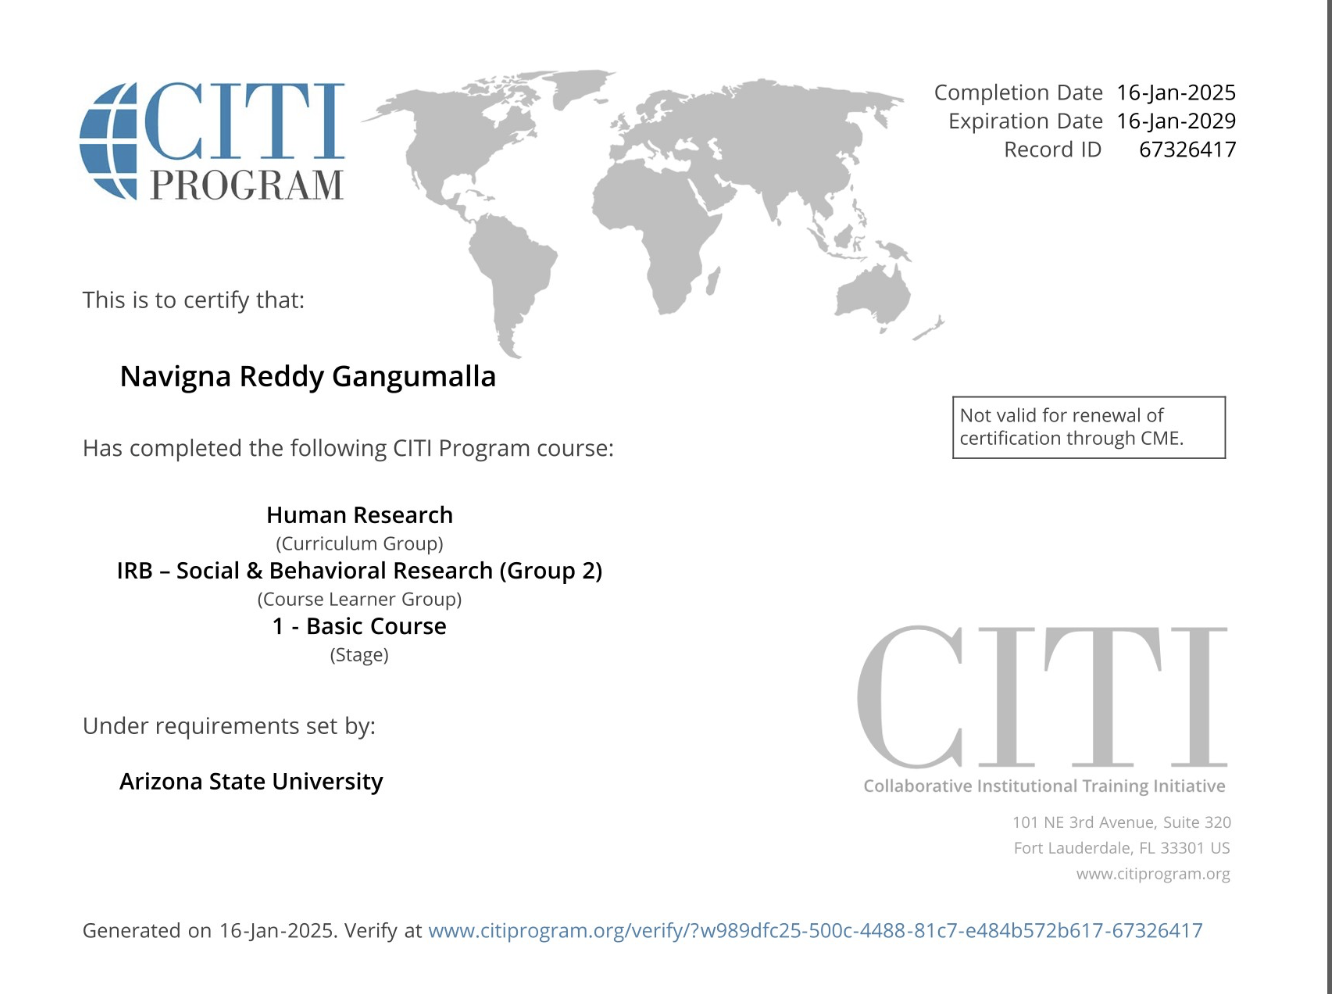 CITI
PROGRAM
Completion Date 16-Jan-2025
Expiration Date 16-Jan-2029
Record ID 67326417
This is to certify that:
Navigna Reddy Gangumalla
Not valid for renewal of
certification through CME.
Has completed the following CITI Program course:
Human Research
(Curriculum Group)
IRB – Social & Behavioral Research (Group 2)
(Course Learner Group)
1 - Basic Course
(Stage)
Under requirements set by:
Arizona State University
CITI
Collaborative Institutional Training Initiative
101 NE 3rd Avenue, Suite 320
Fort Lauderdale, FL 33301 US
www.citiprogram.org
Generated on 16-Jan-2025. Verify at www.citiprogram.org/verify/?w989dfc25-500c-4488-81c7-e484b572b617-67326417